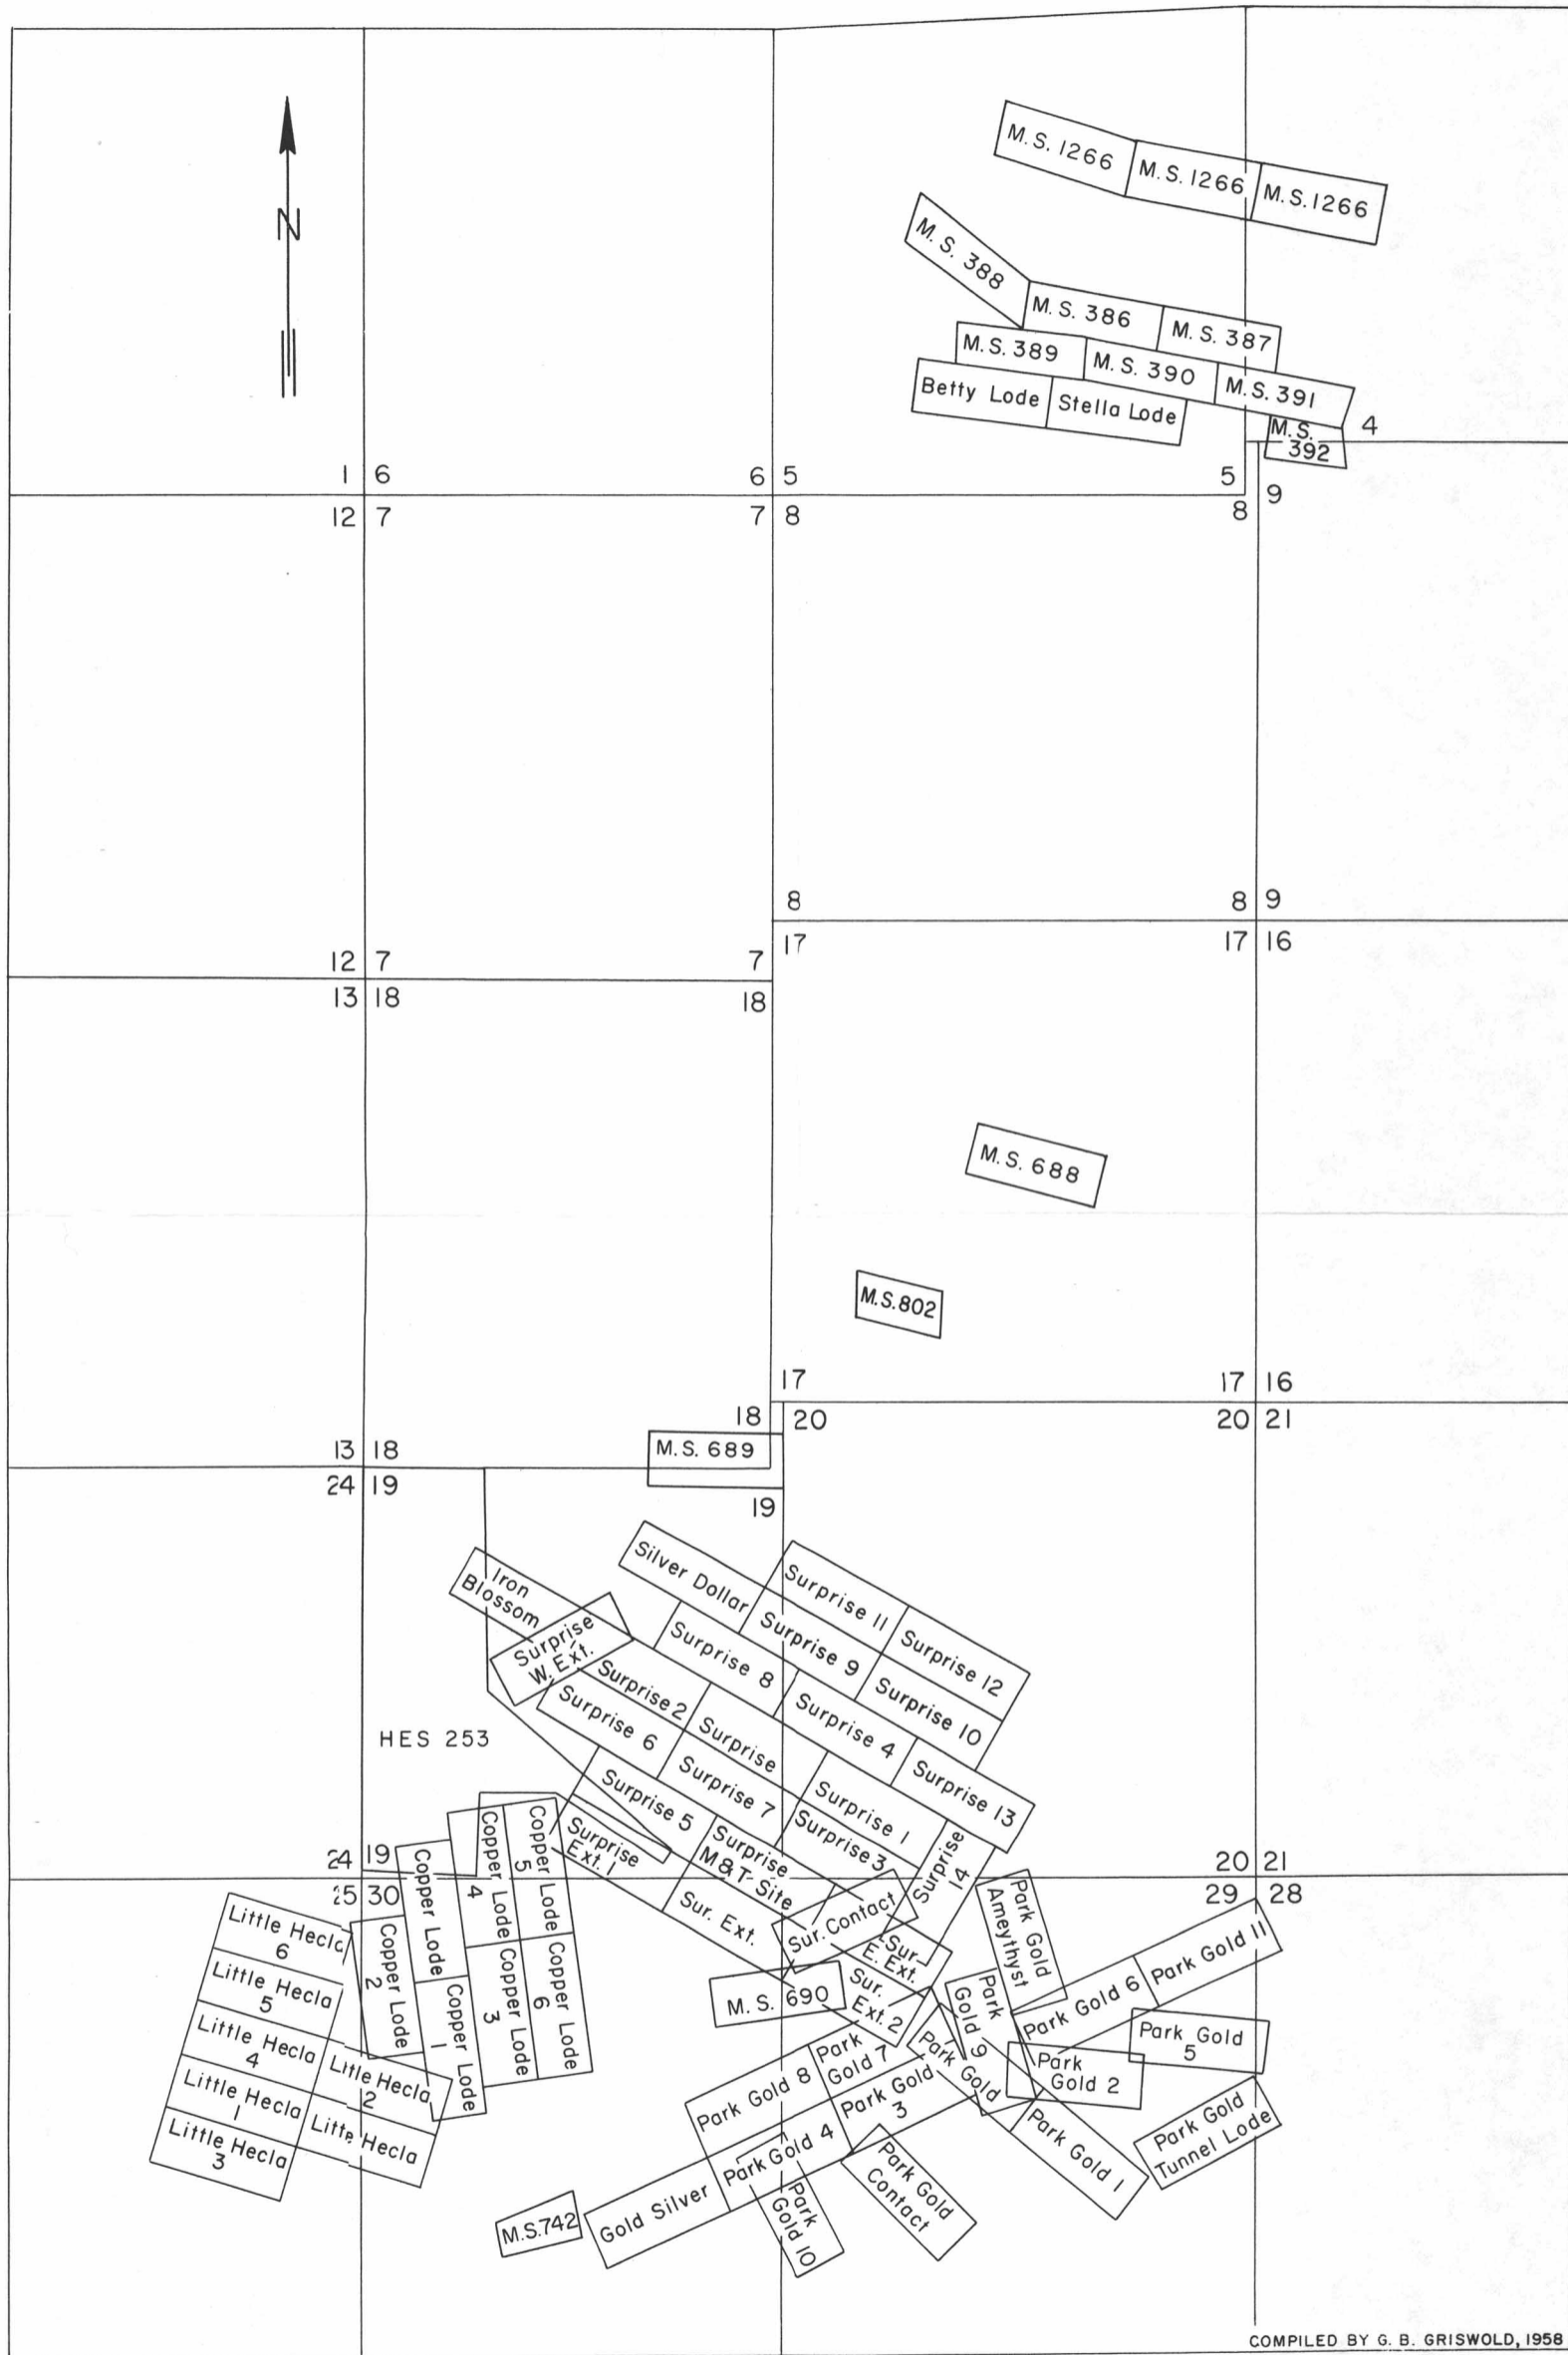 N
M. S. 1266
M. S. 1266
M. S. 1266
M. S. 388
M. S. 386
M. S. 387
M. S. 389
M. S. 390
M. S. 391
Betty Lode
Stella Lode
M. S.
392
4
1
6
6
5
5
9
12
7
7
8
8
8
8
9
17
17
16
12
7
7
13
18
18
M. S. 688
M.S. 802
17
17
16
18
20
20
21
M. S. 689
13
18
24
19
19
Iron
Blossom
Silver Dollar
Surprise 11
Surprise 12
Surprise
W. Ext.
Surprise 8
Surprise 9
Surprise 10
Surprise 2
Surprise 6
Surprise
Surprise 4
Surprise 13
HES 253
Surprise 5
Surprise 7
Surprise 1
Surprise 3
Surprise
14
Surprise
Ext. 1
Surprise
M & T Site
Sur. Ext.
Sur. Contact
Sur.
E. Ext.
Sur.
Ext. 2
M. S. 690
24
19
25
30
20
21
29
28
Copper Lode
5
Copper Lode
4
Copper Lode
Copper Lode
2
Copper Lode
1
Copper Lode
3
Copper Lode
6
Little Hecla
6
Little Hecla
5
Little Hecla
4
Little Hecla
2
Little Hecla
1
Little Hecla
Little Hecla
3
Park Gold
Ameythyst
Park Gold 11
Park Gold 6
Park
Gold 9
Park Gold
5
Park
Gold 2
Park Gold
Park
Gold 7
Park Gold 8
Park Gold
3
Park Gold 4
Park Gold 1
Park Gold
Tunnel Lode
Park Gold
Contact
Gold Silver
Park
Gold 10
M.S. 742
COMPILED BY G. B. GRISWOLD, 1958